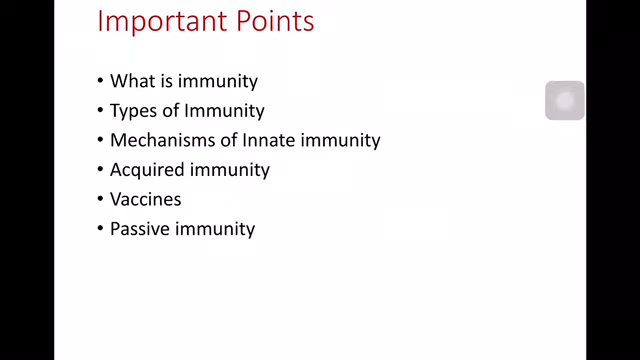 Important Points
• What is immunity
• Types of Immunity
• Mechanisms of Innate immunity
• Acquired immunity
• Vaccines
• Passive immunity